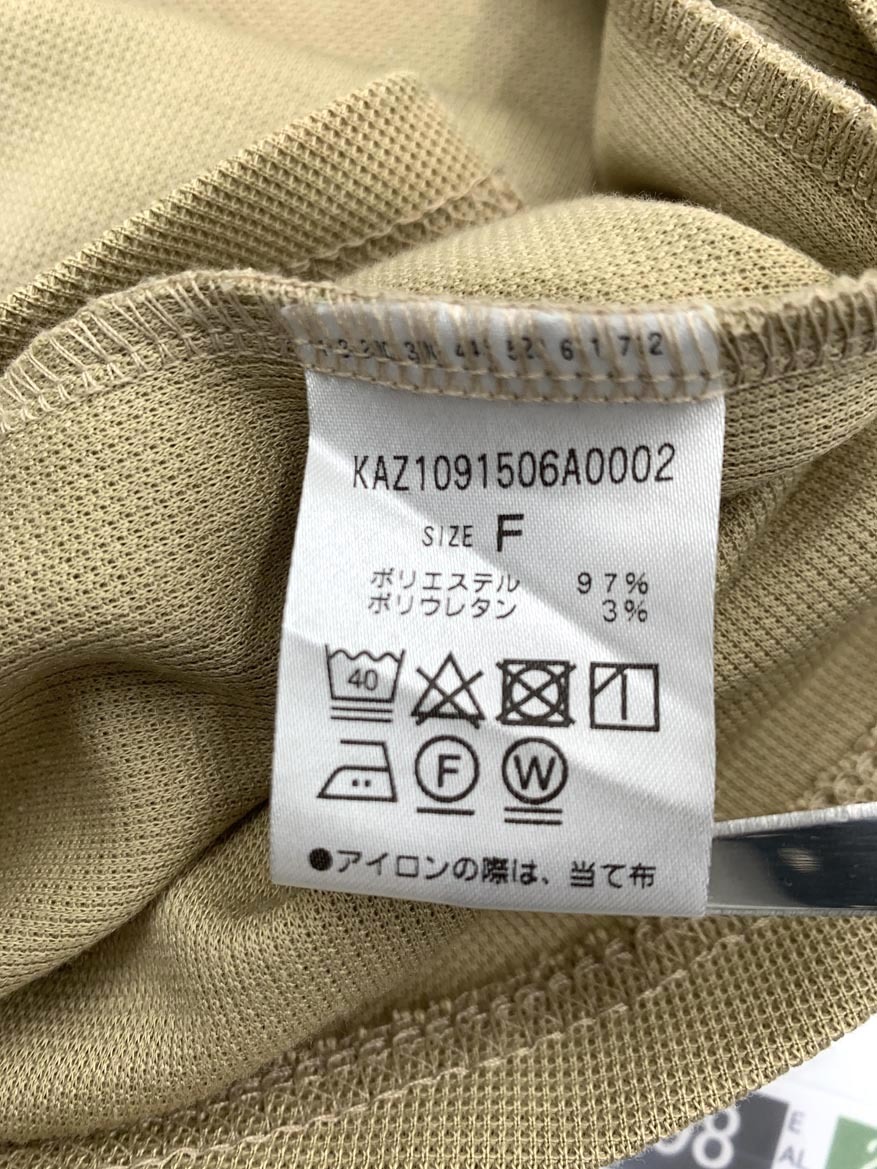 KAZ1091506A0002
SIZE F
ポリエステル 97%
ポリウレタン 3%
40
F W
●アイロンの際は、当て布